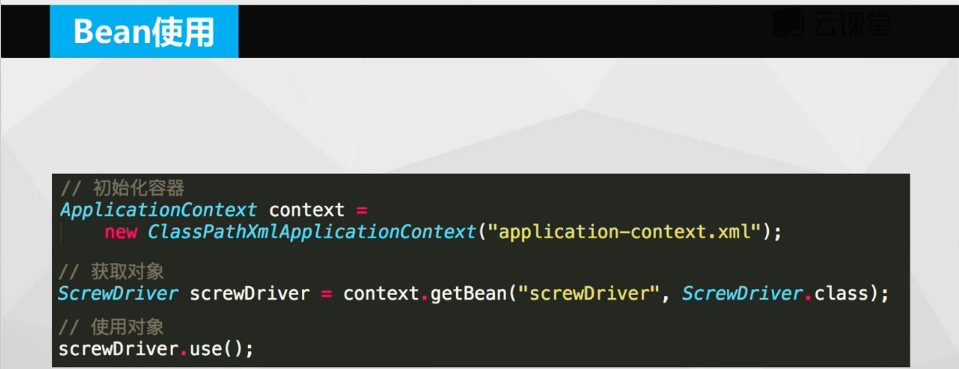 Bean使用
云课堂
// 初始化容器
ApplicationContext context =
new ClassPathXmlApplicationContext("application-context.xml");
// 获取对象
ScrewDriver screwDriver = context.getBean("screwDriver", ScrewDriver.class);
// 使用对象
screwDriver.use();